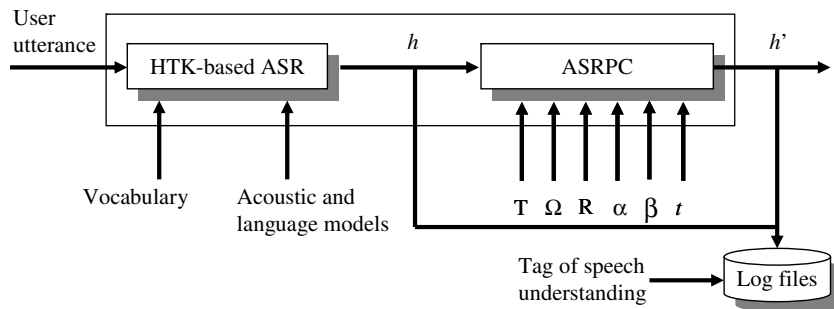 User
utterance
HTK-based ASR
h
ASRPC
h’
Vocabulary
Acoustic and
language models
T Ω R α β t
Tag of speech
understanding
Log files